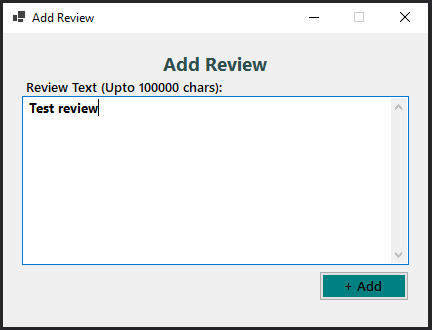 Add Review
Add Review
Review Text (Upto 100000 chars):
Test review
+ Add